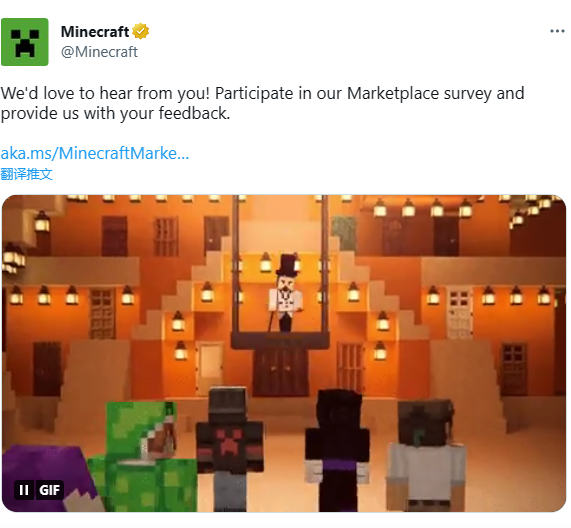 Minecraft
@Minecraft
We'd love to hear from you! Participate in our Marketplace survey and
provide us with your feedback.
aka.ms/MinecraftMarke...
翻译推文
GIF